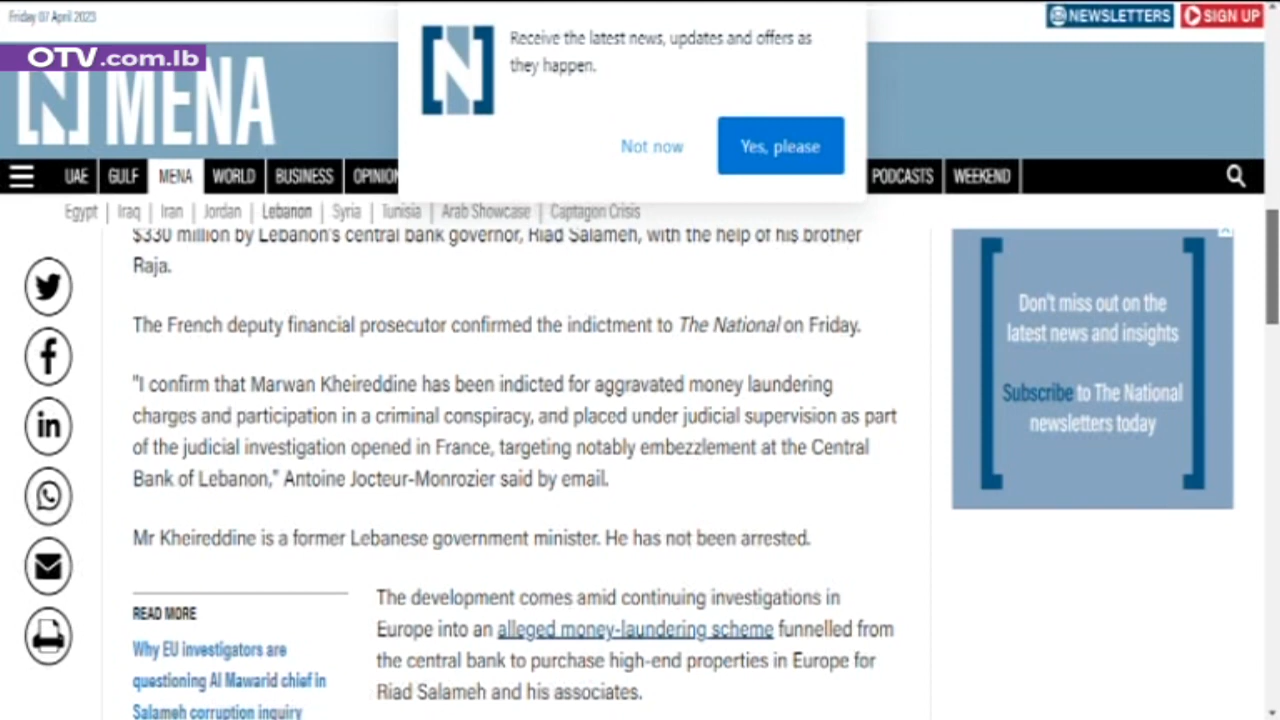 Friday 07 April 2023
NEWSLETTERS
SIGN UP
OTV.com.lb
N MENA
N
Receive the latest news, updates and offers as
they happen.
Not now
Yes, please
UAE
GULF
MENA
WORLD
BUSINESS
OPINION
PODCASTS
WEEKEND
Egypt | Iraq | Iran | Jordan | Lebanon | Syria | Tunisia | Arab Showcase | Captagon Crisis
$330 million by Lebanon's central bank governor, Riad Salameh, with the help of his brother
Raja.
The French deputy financial prosecutor confirmed the indictment to The National on Friday.
"I confirm that Marwan Kheireddine has been indicted for aggravated money laundering
charges and participation in a criminal conspiracy, and placed under judicial supervision as part
of the judicial investigation opened in France, targeting notably embezzlement at the Central
Bank of Lebanon," Antoine Jocteur-Monrozier said by email.
Mr Kheireddine is a former Lebanese government minister. He has not been arrested.
READ MORE
Why EU investigators are
questioning Al Mawarid chief in
Salameh corruption inquiry
The development comes amid continuing investigations in
Europe into an alleged money-laundering scheme funnelled from
the central bank to purchase high-end properties in Europe for
Riad Salameh and his associates.
Don't miss out on the
latest news and insights
Subscribe to The National
newsletters today